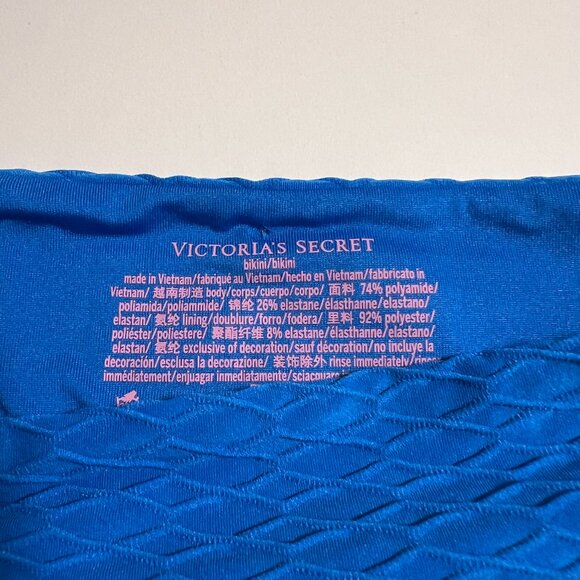 VICTORIA'S SECRET
bikini/bikini
made in Vietnam/fabriqué au Vietnam/hecho en Vietnam/fabbricato in
Vietnam/ 越南制造 body/corps/cuerpo/corpo/ 面料 74% polyamide/
poliamida/poliammide/ 锦纶 26% elastane/élasthanne/elastano/
elastan/ 氨纶 lining/doublure/forro/fodera/ 里料 92% polyester/
poliéster/poliestere/ 聚酯纤维 8% elastane/élasthanne/elastano/
elastan/ 氨纶 exclusive of decoration/sauf décoration/no incluye la
decoración/esclusa la decorazione/ 装饰除外 rinse immediately/rincer
immédiatement/enjuagar inmediatamente/sciacquare